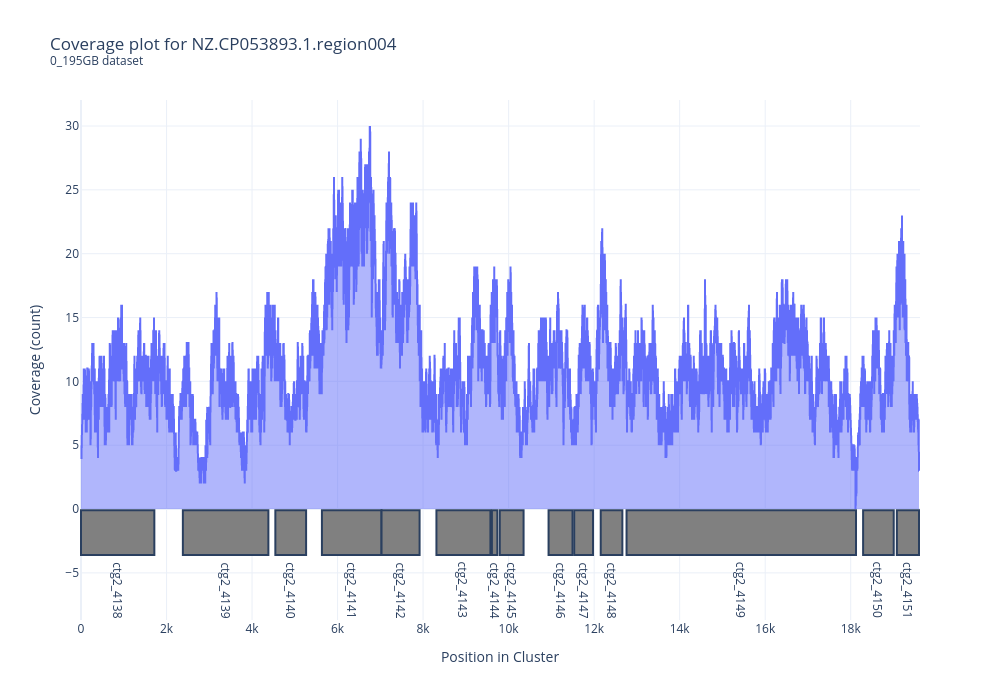 Coverage plot for NZ.CP053893.1.region004
0_195GB dataset
30
25
20
15
10
5
0
−5
Coverage (count)
ctg2_4138
ctg2_4139
ctg2_4140
ctg2_4141
ctg2_4142
ctg2_4143
ctg2_4144
ctg2_4145
ctg2_4146
ctg2_4147
ctg2_4148
ctg2_4149
ctg2_4150
ctg2_4151
0
2k
4k
6k
8k
10k
12k
14k
16k
18k
Position in Cluster